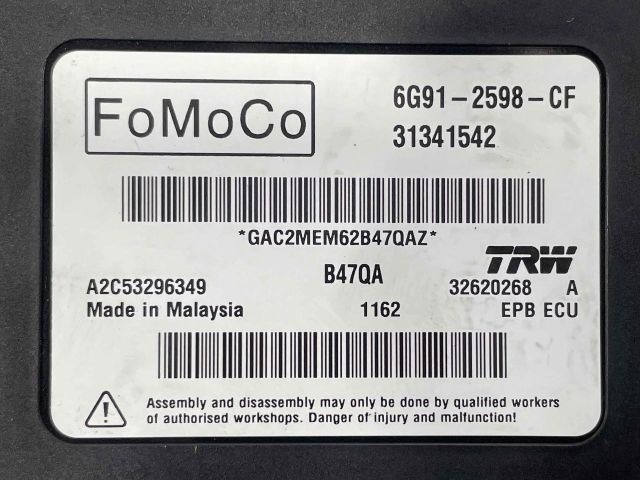 FoMoCo
6G91-2598-CF
31341542
*GAC2MEM62B47QAZ*
TRW
B47QA
A2C53296349
32620268 A
Made in Malaysia
1162
EPB ECU
Assembly and disassembly may only be done by qualified workers
of authorised workshops. Danger of injury and malfunction!